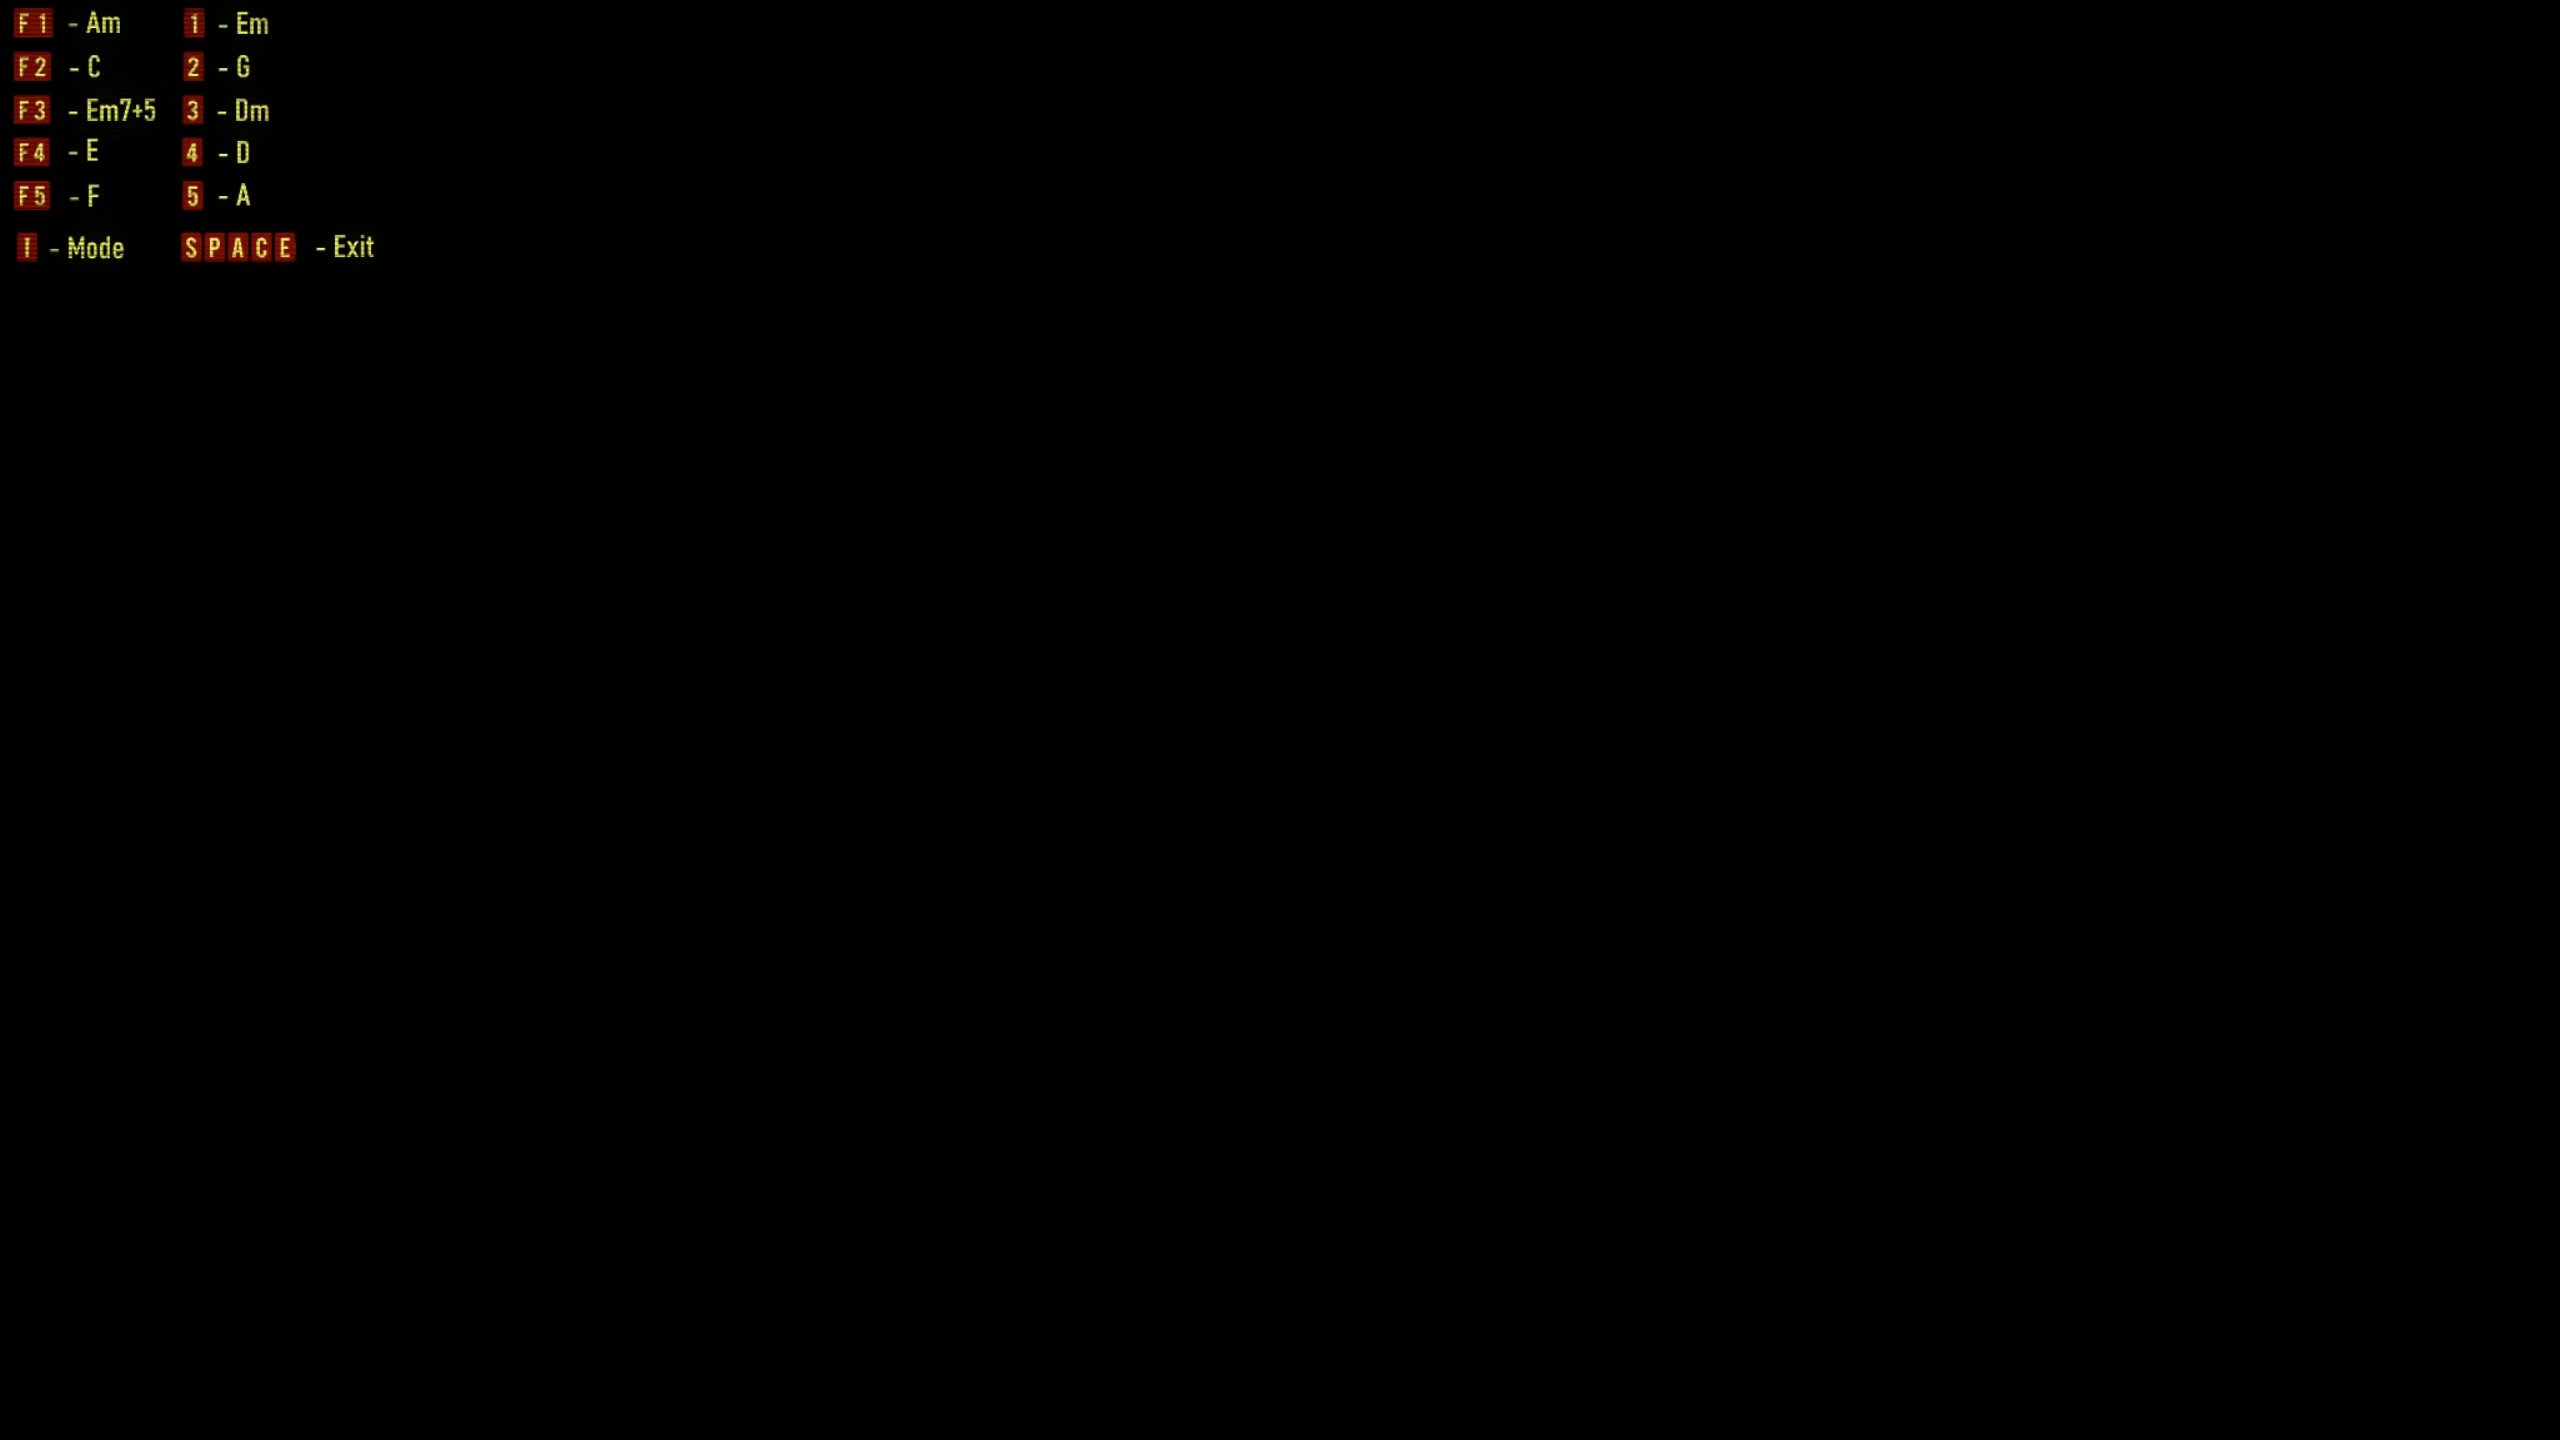 F1 - Am 1 - Em
F2 - C 2 - G
F3 - Em7+5 3 - Dm
F4 - E 4 - D
F5 - F 5 - A
I - Mode SPACE - Exit